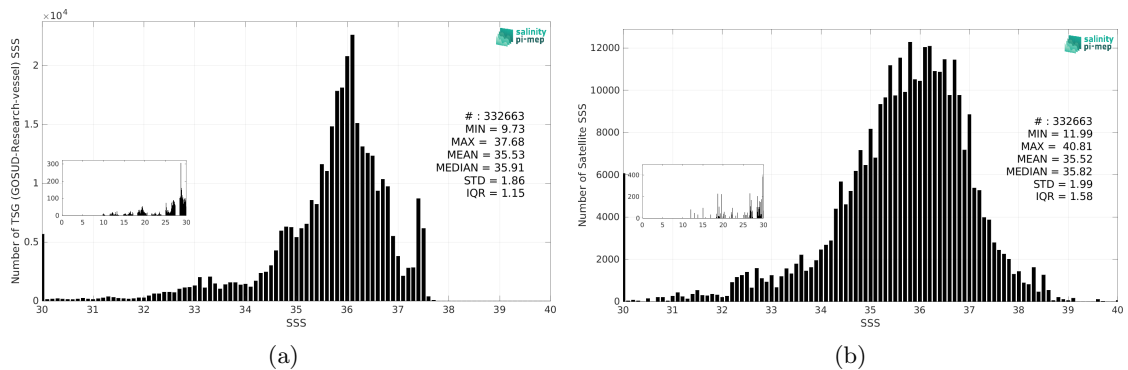 ×10⁴
Number of TSG (GOSUD-Research-vessel) SSS
2
1.5
1
0.5
0
salinity
pi-mep
# : 332663
MIN = 9.73
MAX = 37.68
MEAN = 35.53
MEDIAN = 35.91
STD = 1.86
IQR = 1.15
300
200
100
0
0 5 10 15 20 25 30
30 31 32 33 34 35 36 37 38 39 40
SSS
(a)
Number of Satellite SSS
12000
10000
8000
6000
4000
2000
0
salinity
pi-mep
# : 332663
MIN = 11.99
MAX = 40.81
MEAN = 35.52
MEDIAN = 35.82
STD = 1.99
IQR = 1.58
400
200
0
0 5 10 15 20 25 30
30 31 32 33 34 35 36 37 38 39 40
SSS
(b)